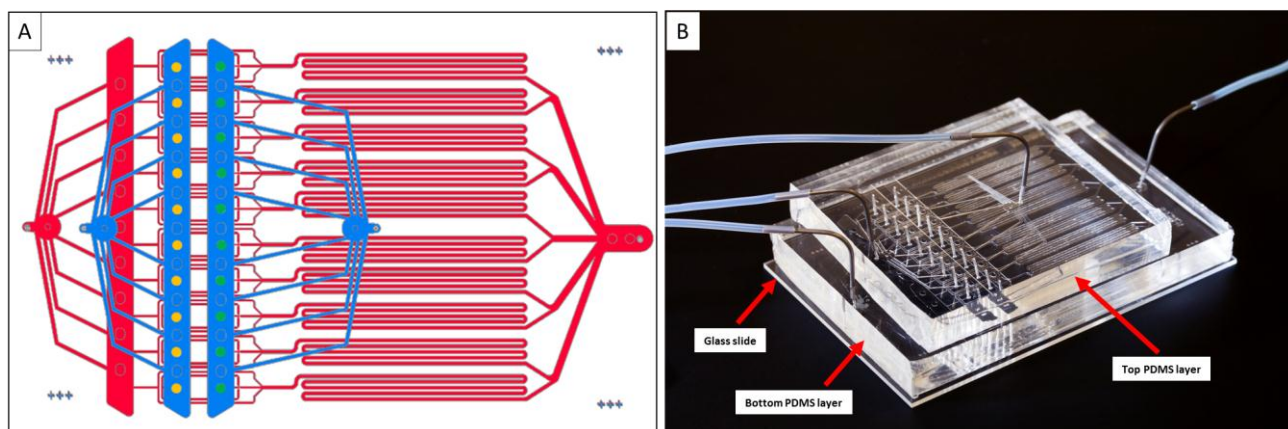 A
B
Glass slide
Bottom PDMS layer
Top PDMS layer